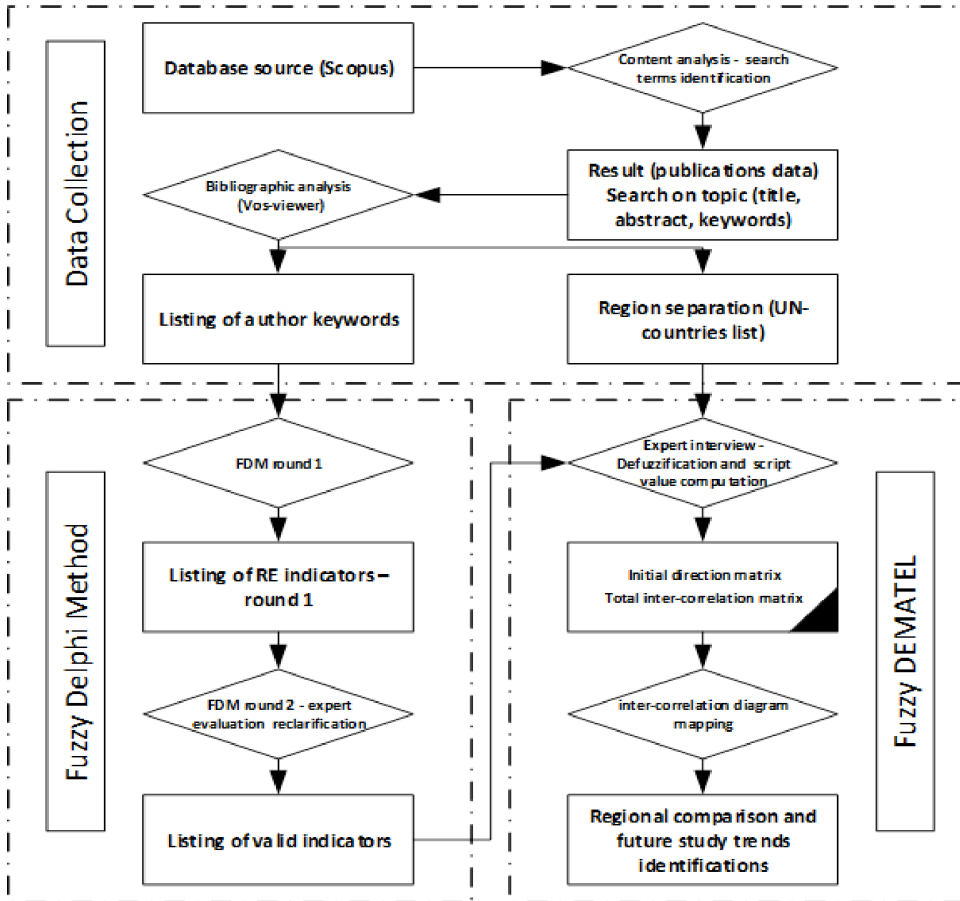 Data Collection
Database source (Scopus)
Content analysis - search
terms identification
Result (publications data)
Search on topic (title,
abstract, keywords)
Bibliographic analysis
(Vos-viewer)
Listing of author keywords
Region separation (UN-
countries list)
Fuzzy Delphi Method
FDM round 1
Listing of RE indicators –
round 1
FDM round 2 - expert
evaluation reclarification
Listing of valid indicators
Fuzzy DEMATEL
Expert interview -
Defuzzification and script
value computation
Initial direction matrix
Total inter-correlation matrix
inter-correlation diagram
mapping
Regional comparison and
future study trends
identifications